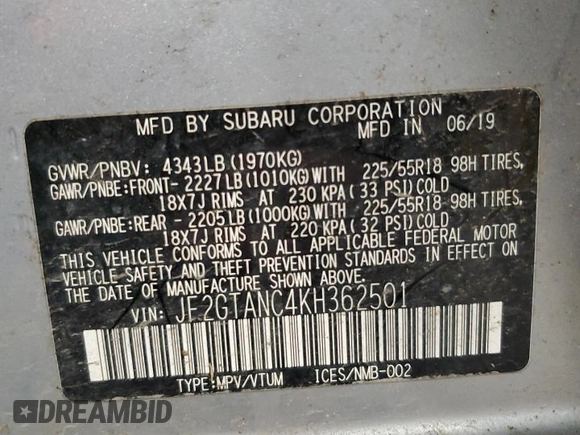 MFD BY SUBARU CORPORATION
MFD IN 06/19
GVWR/PNBV: 4343LB(1970KG)
GAWR/PNBE:FRONT-2227LB(1010KG)WITH 225/55R18 98H TIRES,
18X7J RIMS AT 230 KPA(33 PSI)COLD
GAWR/PNBE:REAR -2205LB(1000KG)WITH 225/55R18 98H TIRES,
18X7J RIMS AT 220 KPA(32 PSI)COLD
THIS VEHICLE CONFORMS TO ALL APPLICABLE FEDERAL MOTOR
VEHICLE SAFETY AND THEFT PREVENTION STANDARDS IN EFFECT ON
THE DATE OF MANUFACTURE SHOWN ABOVE.
VIN: JF2GTANC4KH362501
TYPE:MPV/VTUM ICES/NMB-002
DREAMBID